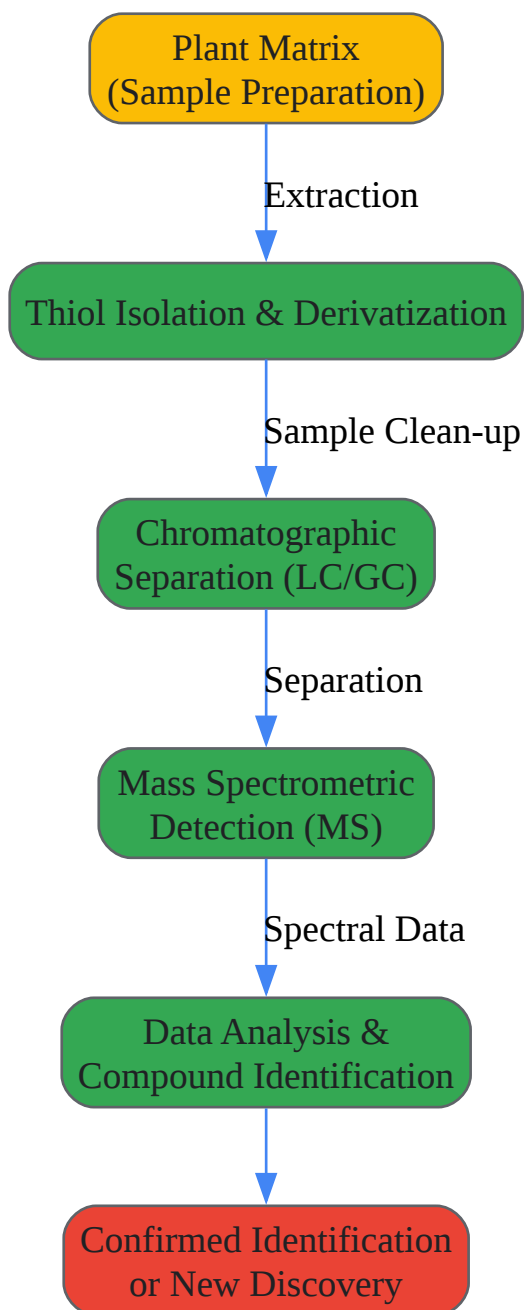 Plant Matrix
(Sample Preparation)
Extraction
Thiol Isolation & Derivatization
Sample Clean-up
Chromatographic
Separation (LC/GC)
Separation
Mass Spectrometric
Detection (MS)
Spectral Data
Data Analysis &
Compound Identification
Confirmed Identification
or New Discovery